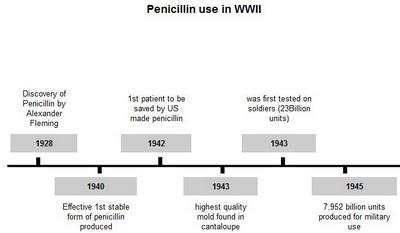 Penicillin use in WWII
Discovery of
Penicillin by
Alexander
Fleming
1928
1st patient to be
saved by US
made penicillin
1942
was first tested on
soldiers (23Billion
units)
1943
1940
Effective 1st stable
form of penicillin
produced
1943
highest quality
mold found in
cantaloupe
1945
7,952 billion units
produced for military
use